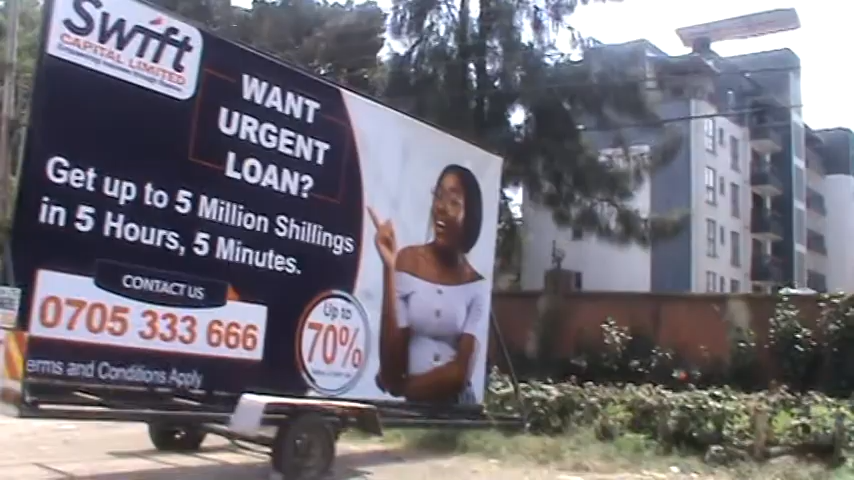 Swift
CAPITAL LIMITED
WANT
URGENT
LOAN?
Get up to 5 Million Shillings
in 5 Hours, 5 Minutes.
CONTACT US
0705 333 666
Up to
70%
erms and Conditions Apply